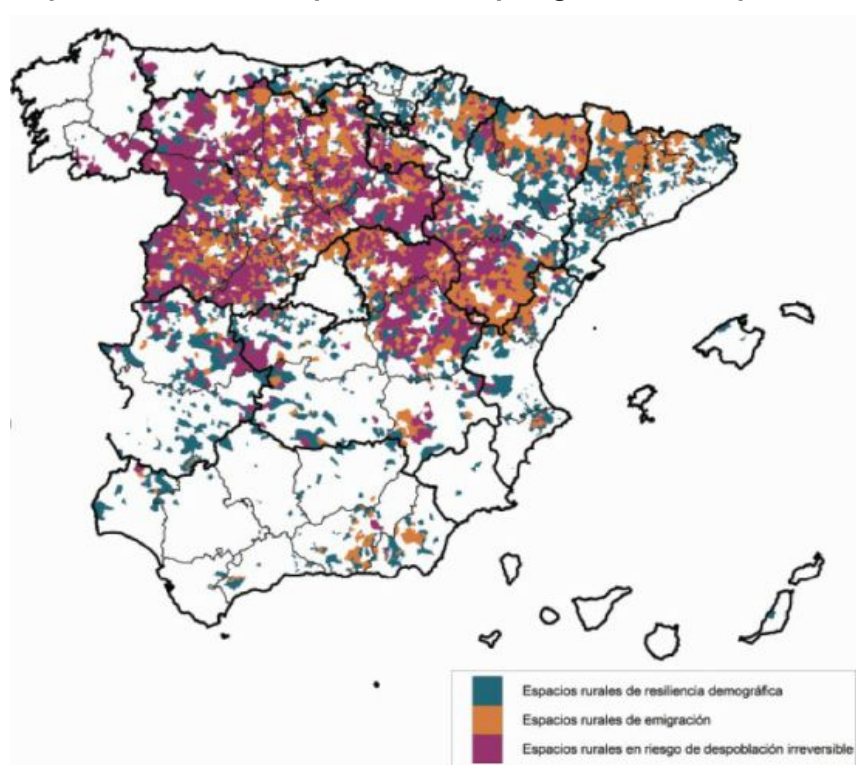 Espacios rurales de resiliencia demográfica
Espacios rurales de emigración
Espacios rurales en riesgo de despoblación irreversible